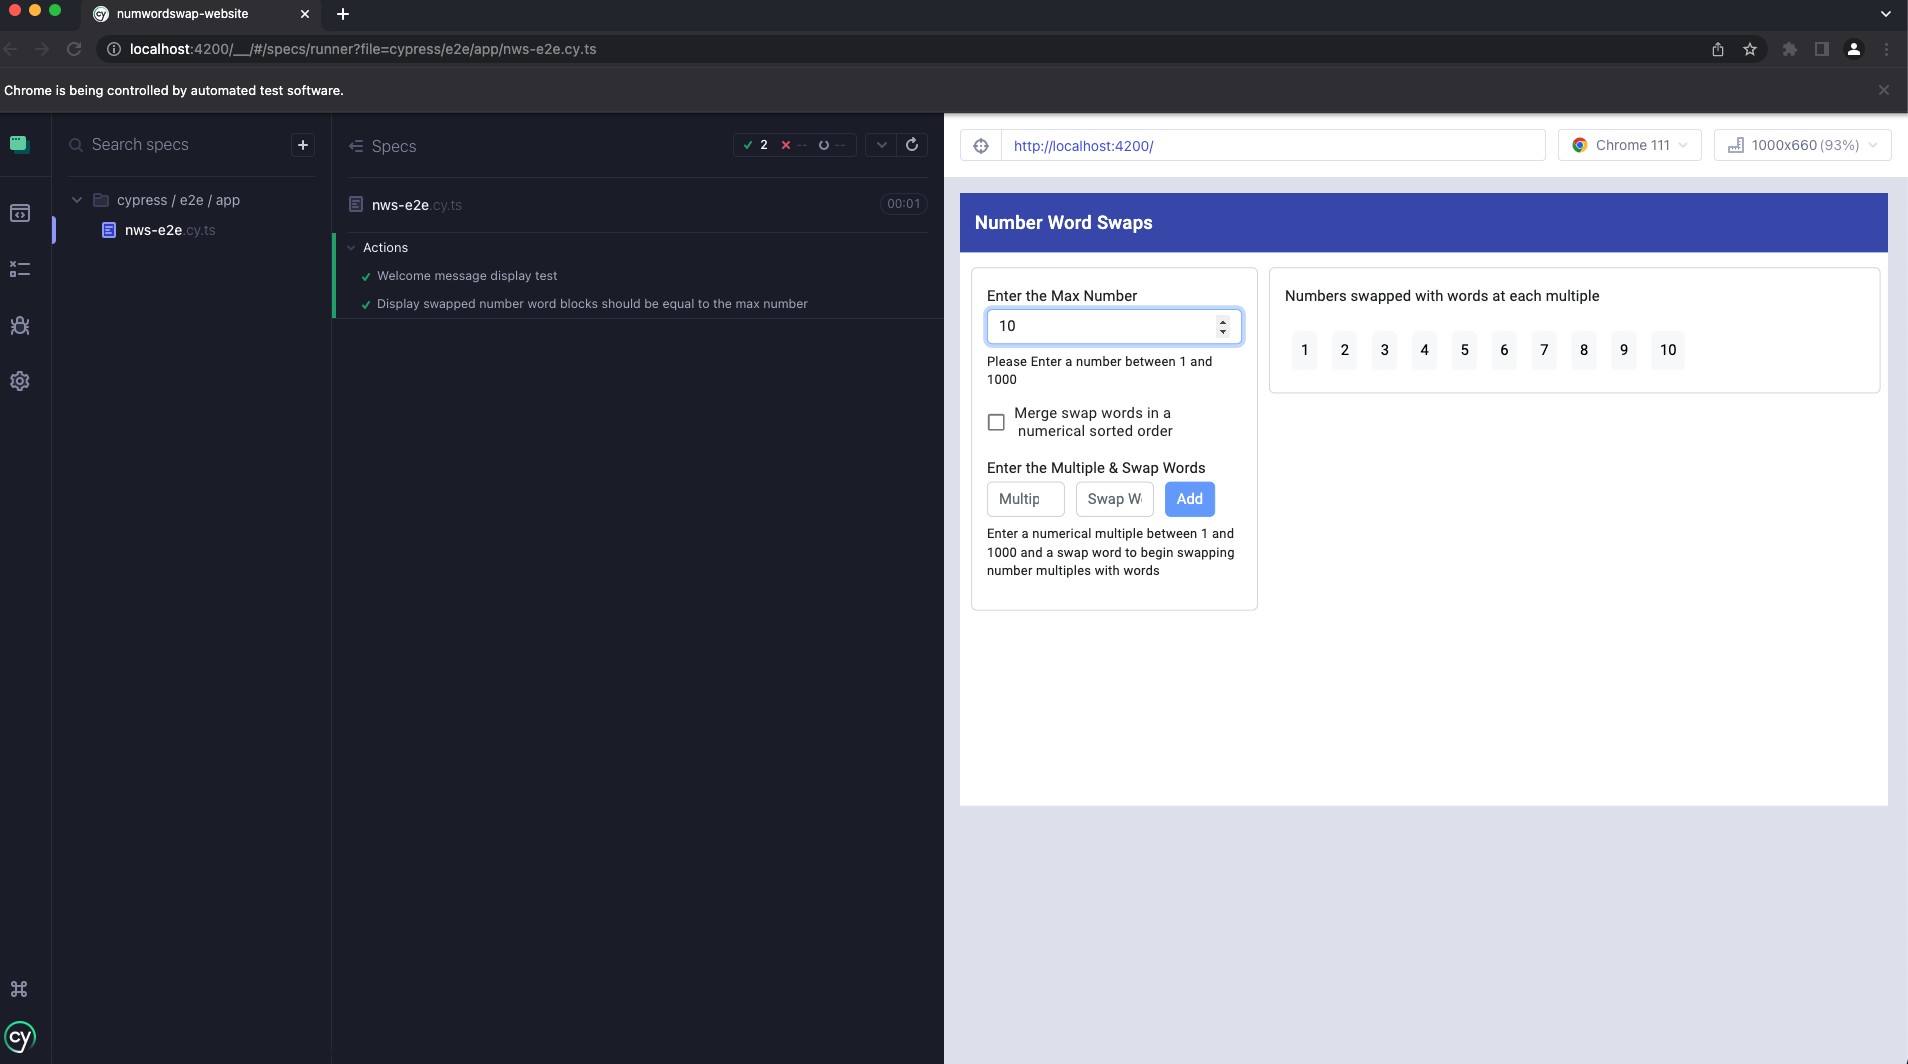 numwordswap-website
localhost:4200/__/#/specs/runner?file=cypress/e2e/app/nws-e2e.cy.ts
Chrome is being controlled by automated test software.
Search specs
cypress / e2e / app
nws-e2e.cy.ts
Specs
2 -- --
nws-e2e.cy.ts 00:01
Actions
Welcome message display test
Display swapped number word blocks should be equal to the max number
cy
http://localhost:4200/
Chrome 111
1000x660 (93%)
Number Word Swaps
Enter the Max Number
10
Please Enter a number between 1 and
1000
Merge swap words in a
numerical sorted order
Enter the Multiple & Swap Words
Multip Swap W Add
Enter a numerical multiple between 1 and
1000 and a swap word to begin swapping
number multiples with words
Numbers swapped with words at each multiple
1 2 3 4 5 6 7 8 9 10